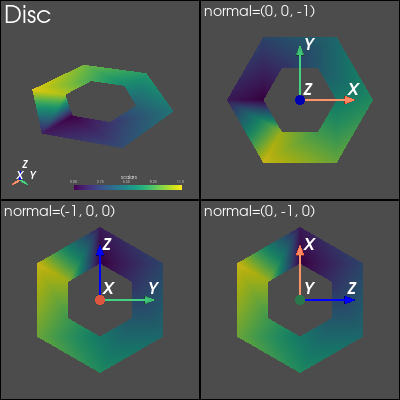 Disc
normal=(0, 0, -1)
Y
Z
X
Z
X
Y
scalars
normal=(-1, 0, 0)
normal=(0, -1, 0)
Z
X
Y
X
Y
Z